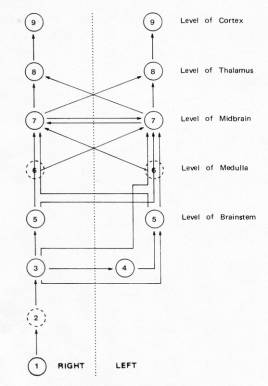 9 9 Level of Cortex
8 8 Level of Thalamus
7 7 Level of Midbrain
6 6 Level of Medulla
5 5 Level of Brainstem
3 4
2
1 RIGHT LEFT